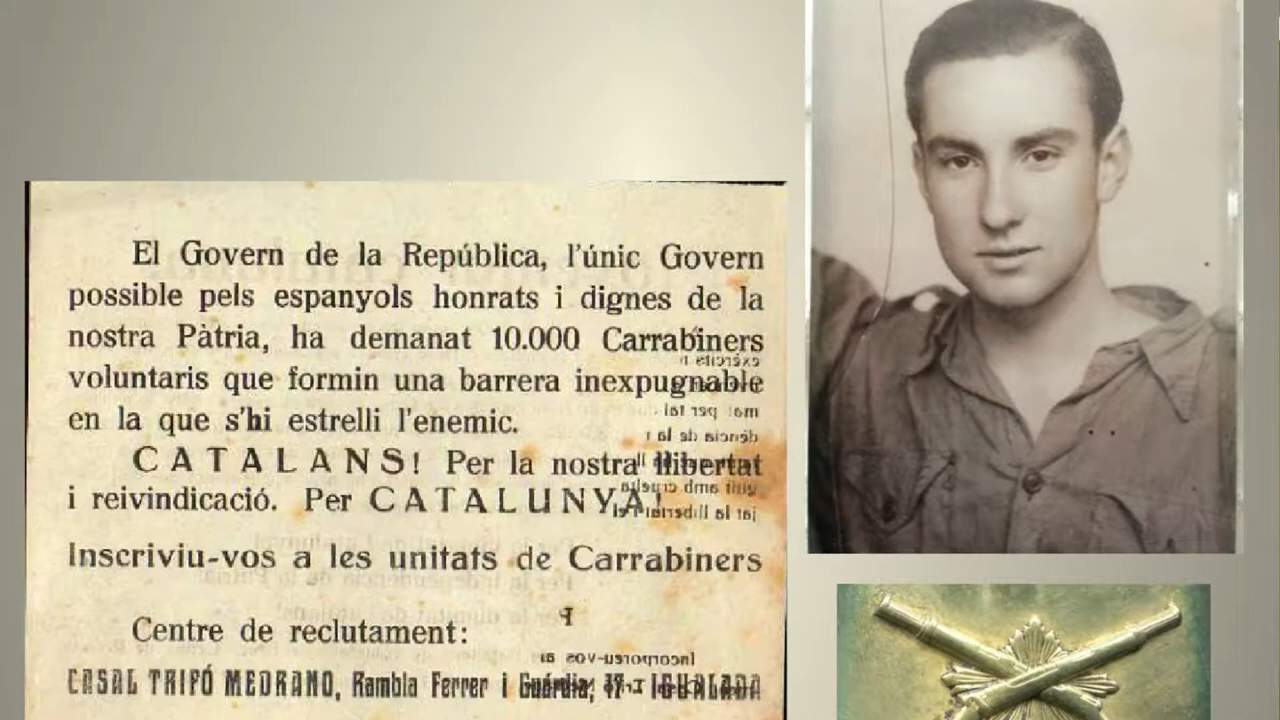 El Govern de la República, l'únic Govern
possible pels espanyols honrats i dignes de la
nostra Pàtria, ha demanat 10.000 Carrabiners
voluntaris que formin una barrera inexpugnable
en la que s'hi estrelli l'enemic.
CATALANS! Per la nostra llibertat
i reivindicació. Per CATALUNYA!
Inscriviu-vos a les unitats de Carrabiners
Centre de reclutament:
CASAL TRIFÓ MEDRANO, Rambla Ferrer i Guàrdia, 17 - IGUALADA